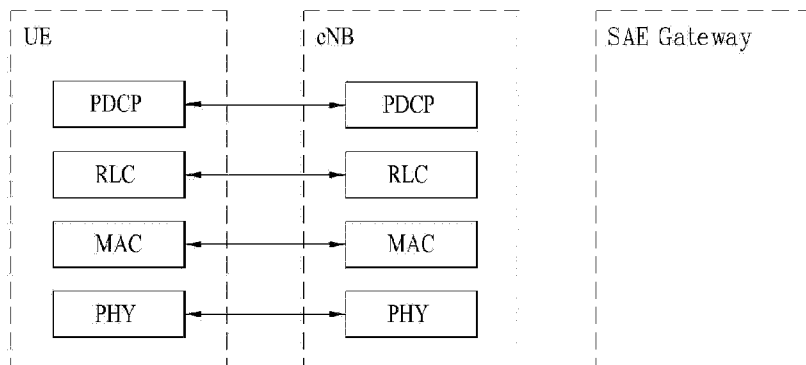 UE
eNB
SAE Gateway
PDCP
PDCP
RLC
RLC
MAC
MAC
PHY
PHY